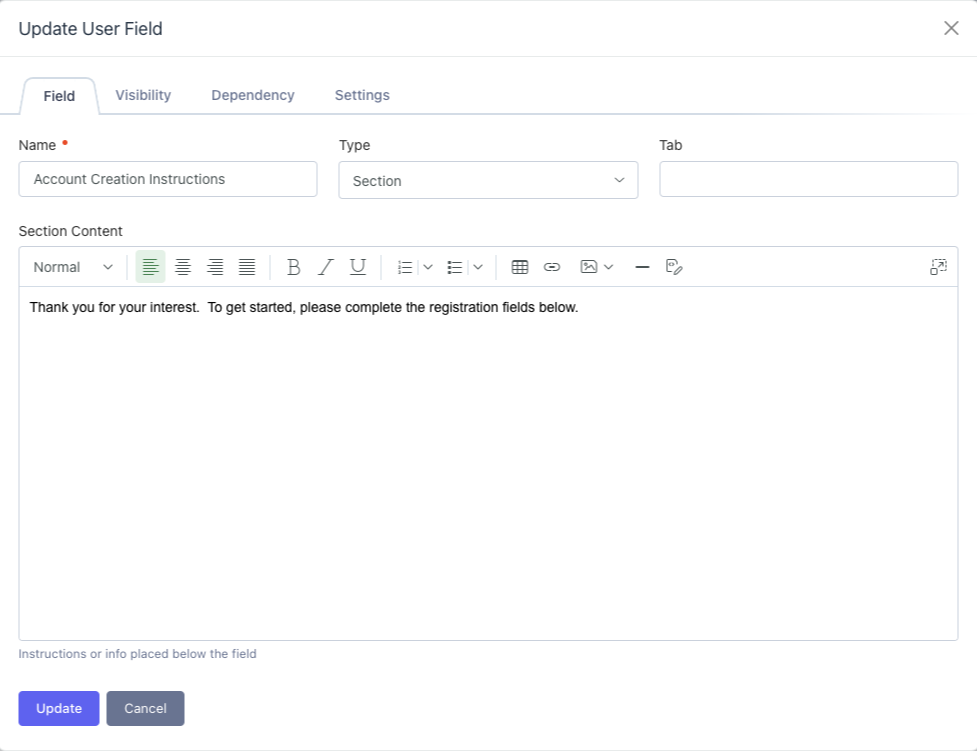 Update User Field
Field Visibility Dependency Settings
Name Type Tab
Account Creation Instructions Section
Section Content
Normal B I U
Thank you for your interest.  To get started, please complete the registration fields below.
Instructions or info placed below the field
Update Cancel